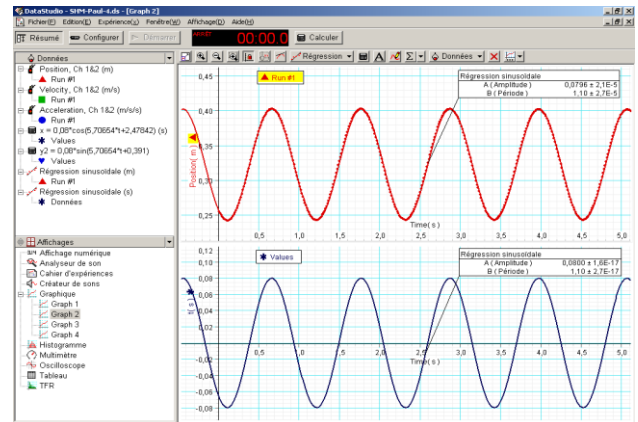 DataStudio - SHM-Paul-4.ds - [Graph 2]
Fichier(F) Edition(E) Expérience(x) Fenêtre(W) Affichage(D) Aide(H)
Résumé Configurer Démarrer ARRÊT 00:00.0 Calculer
Données
Position, Ch 1&2 (m)
Run #1
Velocity, Ch 1&2 (m/s)
Run #1
Acceleration, Ch 1&2 (m/s/s)
Run #1
x = 0,08*cos(5,70654*t+2,47842) (s)
Values
y2 = 0,08*sin(5,70654*t+0,391)
Values
Régression sinusoïdale (m)
Run #1
Régression sinusoïdale (s)
Données
Affichages
Affichage numérique
Analyseur de son
Cahier d'expériences
Créateur de sons
Graphique
Graph 1
Graph 2
Graph 3
Graph 4
Histogramme
Multimètre
Oscilloscope
Tableau
TFR
Régression Données
Run #1
Régression sinusoïdale
A ( Amplitude ) 0,0796 ± 2,1E-5
B ( Période ) 1,10 ± 2,7E-5
Position( m )
0,45
0,40
0,35
0,30
0,25
0,5 1,0 1,5 2,0 2,5 3,0 3,5 4,0 4,5 5,0
Time( s )
Values
Régression sinusoïdale
A ( Amplitude ) 0,0800 ± 1,6E-17
B ( Période ) 1,10 ± 2,7E-17
0,12
0,10
0,08
0,06
0,04
0,02
-0,02
-0,04
-0,06
-0,08
0,5 1,0 1,5 2,0 2,5 3,0 3,5 4,0 4,5 5,0
Time( s )